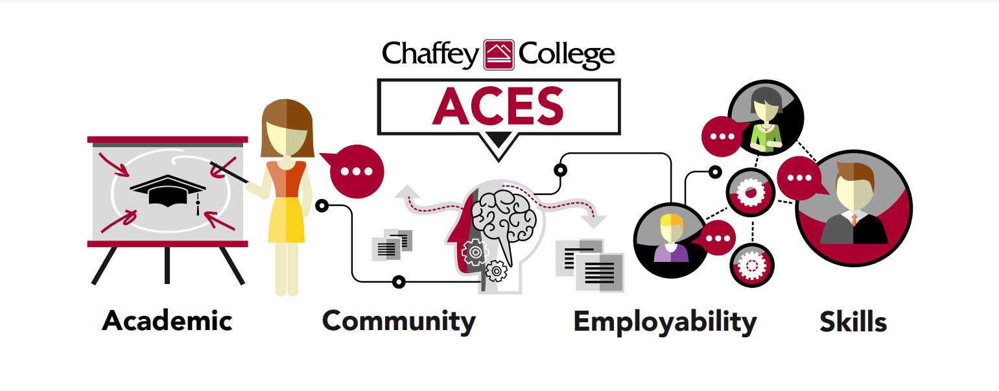 Chaffey College
ACES
Academic Community Employability Skills